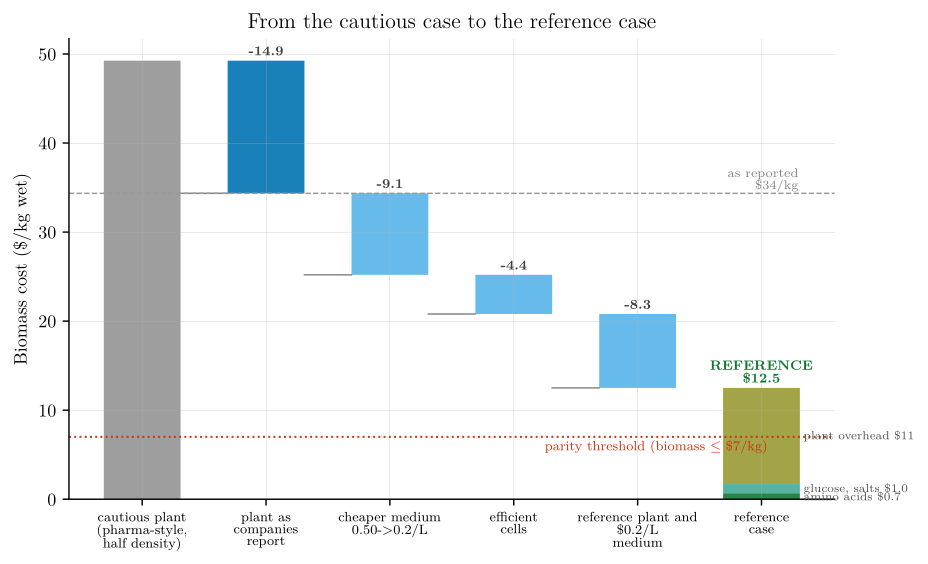 From the cautious case to the reference case
Biomass cost ($/kg wet)
50
40
30
20
10
0
-14.9
-9.1
-4.4
-8.3
as reported
$34/kg
REFERENCE
$12.5
parity threshold (biomass ≤ $7/kg)
plant overhead $11
glucose, salts $1.0
amino acids $0.7
cautious plant
(pharma-style,
half density)
plant as
companies
report
cheaper medium
0.50->0.2/L
efficient
cells
reference plant and
$0.2/L
medium
reference
case